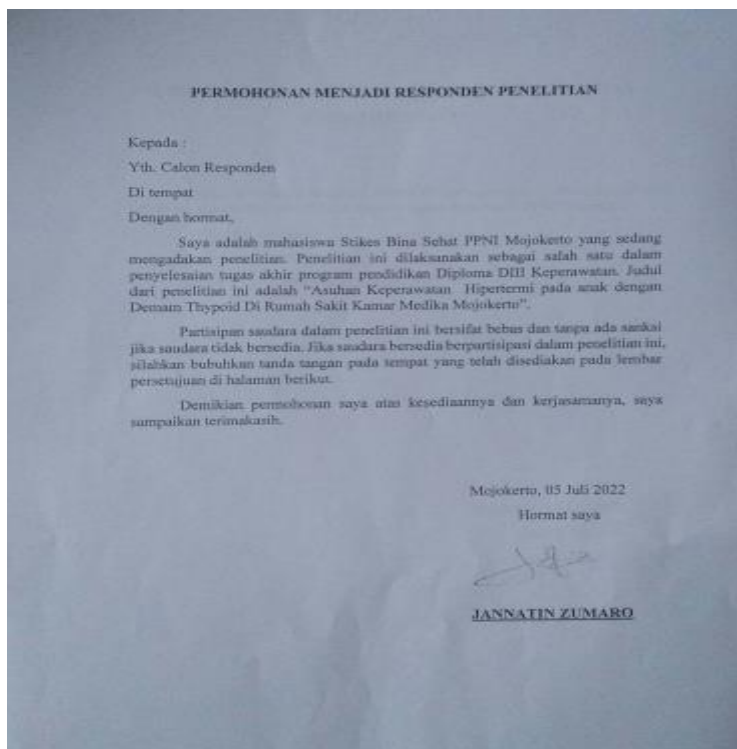 PERMOHONAN MENJADI RESPONDEN PENELITIAN
Kepada :
Yth. Calon Responden
Di tempat
Dengan hormat,
Saya adalah mahasiswa Stikes Bina Sehat PPNI Mojokerto yang sedang
mengadakan penelitian. Penelitian ini dilaksanakan sebagai salah satu dalam
penyelesaian tugas akhir program pendidikan Diploma DIII Keperawatan. Judul
dari penelitian ini adalah “Asuhan Keperawatan Hipertermi pada anak dengan
Demam Thypoid Di Rumah Sakit Kamar Medika Mojokerto”.
Partisipan saudara dalam penelitian ini bersifat bebas dan tanpa ada sanksi
jika saudara tidak bersedia. Jika saudara bersedia berpartisipasi dalam penelitian ini,
silahkan bubuhkan tanda tangan pada tempat yang telah disediakan pada lembar
persetujuan di halaman berikut.
Demikian permohonan saya atas kesediaannya dan kerjasamanya, saya
sampaikan terimakasih.
Mojokerto, 05 Juli 2022
Hormat saya
JANNATIN ZUMARO